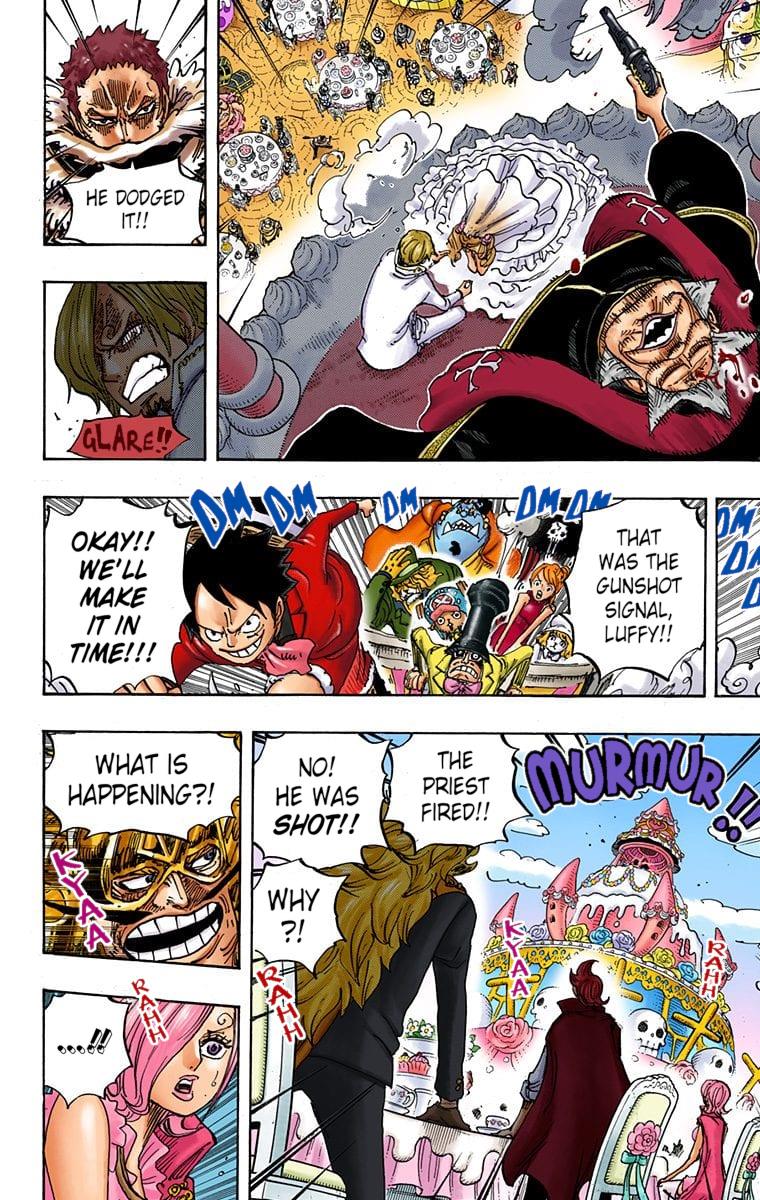 HE DODGED
IT!!
GLARE!!
DM
DM
DM
THAT
WAS THE
GUNSHOT
SIGNAL,
LUFFY!!
DM DM
DM
DM DM
OKAY!!
WE'LL
MAKE
IT IN
TIME!!!
MURMUR..!!
THE
PRIEST
FIRED!!
NO!
HE WAS
SHOT!!
WHY
?!
RAHH
KYAA
RAHH
WHAT IS
HAPPENING?!
KYAA
....!!
RAHH